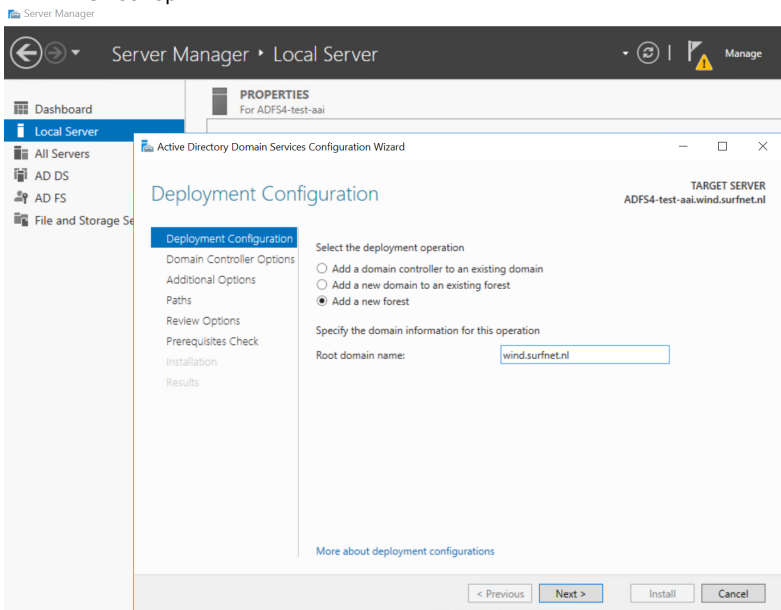 Server Manager
Server Manager • Local Server
Manage
Dashboard
Local Server
All Servers
AD DS
AD FS
File and Storage Se
PROPERTIES
For ADFS4-test-aai
Active Directory Domain Services Configuration Wizard
Deployment Configuration
TARGET SERVER
ADFS4-test-aai.wind.surfnet.nl
Deployment Configuration
Domain Controller Options
Additional Options
Paths
Review Options
Prerequisites Check
Installation
Results
Select the deployment operation
Add a domain controller to an existing domain
Add a new domain to an existing forest
Add a new forest
Specify the domain information for this operation
Root domain name: wind.surfnet.nl
More about deployment configurations
< Previous Next > Install Cancel